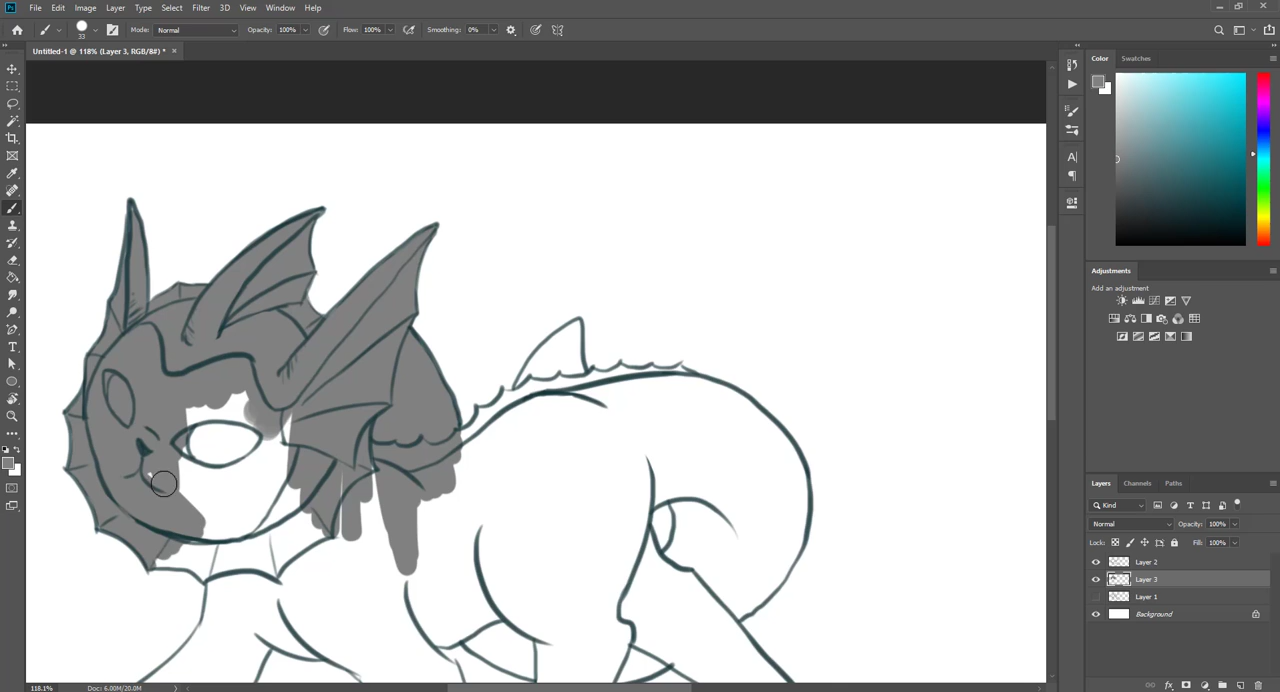 Ps File Edit Image Layer Type Select Filter 3D View Window Help
33 Mode: Normal Opacity: 100% Flow: 100% Smoothing: 0%
Untitled-1 @ 118% (Layer 3, RGB/8#) *
Color Swatches
Adjustments
Add an adjustment
Layers Channels Paths
Kind
Normal Opacity: 100%
Lock: Fill: 100%
Layer 2
Layer 3
Layer 1
Background
118.1% Doc: 6.00M/20.0M